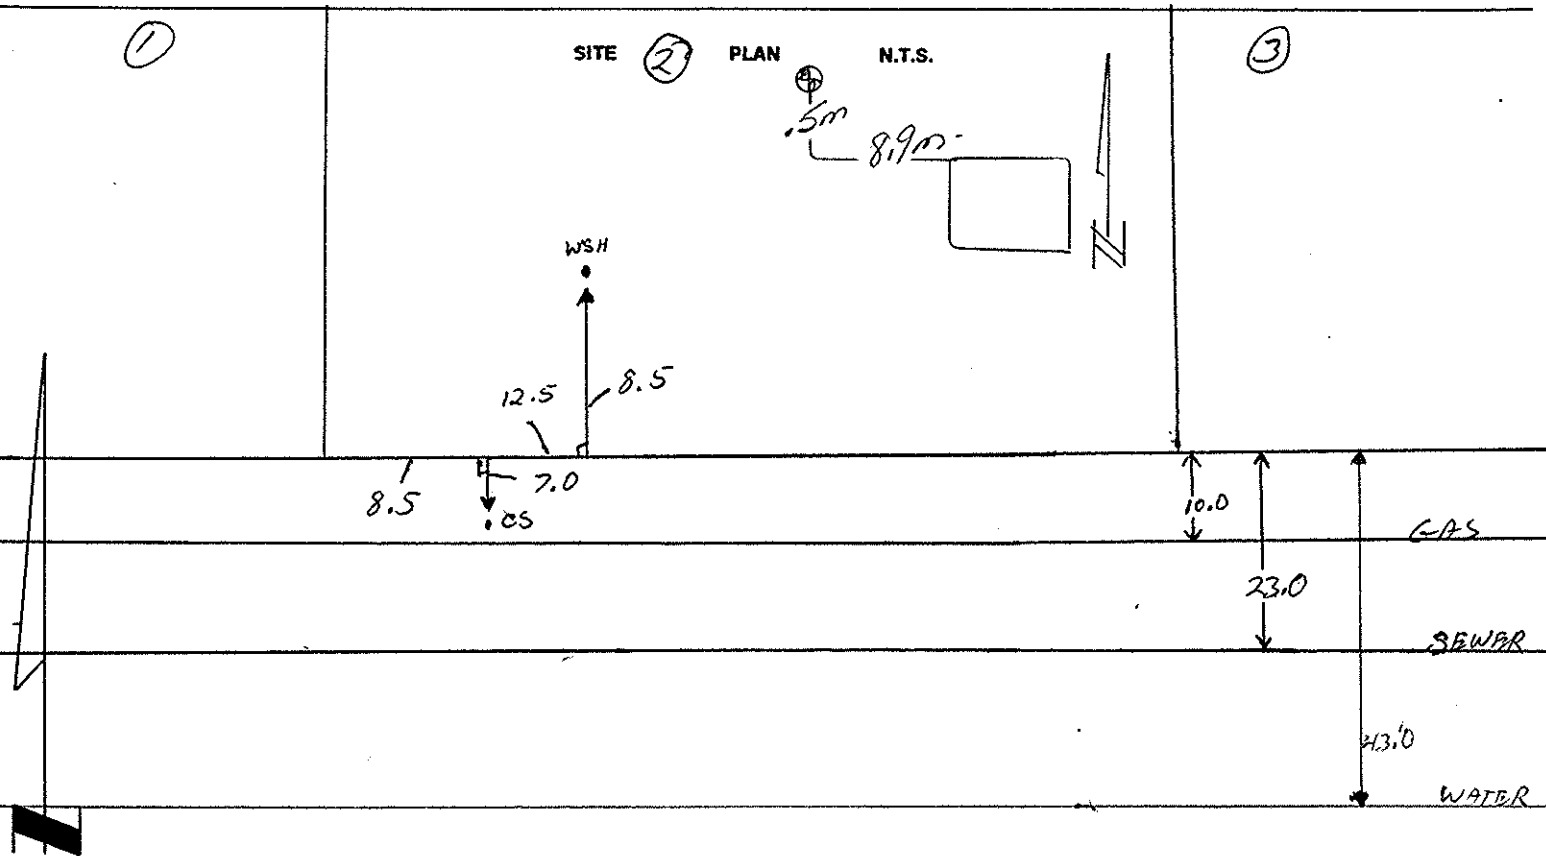 1
SITE 2 PLAN N.T.S.
3
.5m
8.9m
N
WSH
12.5
8.5
8.5
7.0
CS
10.0
GAS
23.0
SEWER
43.0
WATER
N